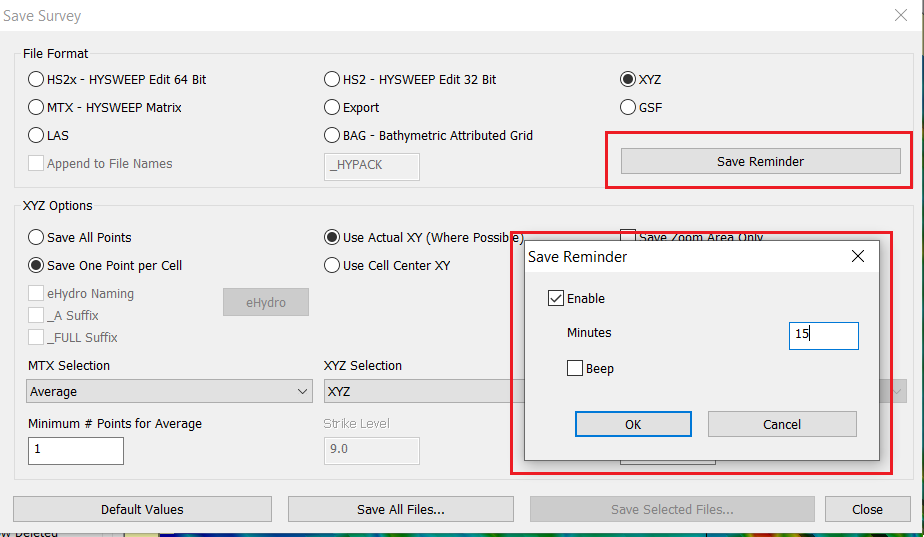 Save Survey
File Format
HS2x - HYSWEEP Edit 64 Bit
HS2 - HYSWEEP Edit 32 Bit
XYZ
MTX - HYSWEEP Matrix
Export
GSF
LAS
BAG - Bathymetric Attributed Grid
Append to File Names
_HYPACK
Save Reminder
XYZ Options
Save All Points
Use Actual XY (Where Possible)
Save Zoom Area Only
Save One Point per Cell
Use Cell Center XY
eHydro Naming
_A Suffix
_FULL Suffix
eHydro
MTX Selection
Average
XYZ Selection
XYZ
Minimum # Points for Average
1
Strike Level
9.0
Save Reminder
Enable
Minutes
15
Beep
OK
Cancel
Default Values
Save All Files...
Save Selected Files...
Close
Deleted